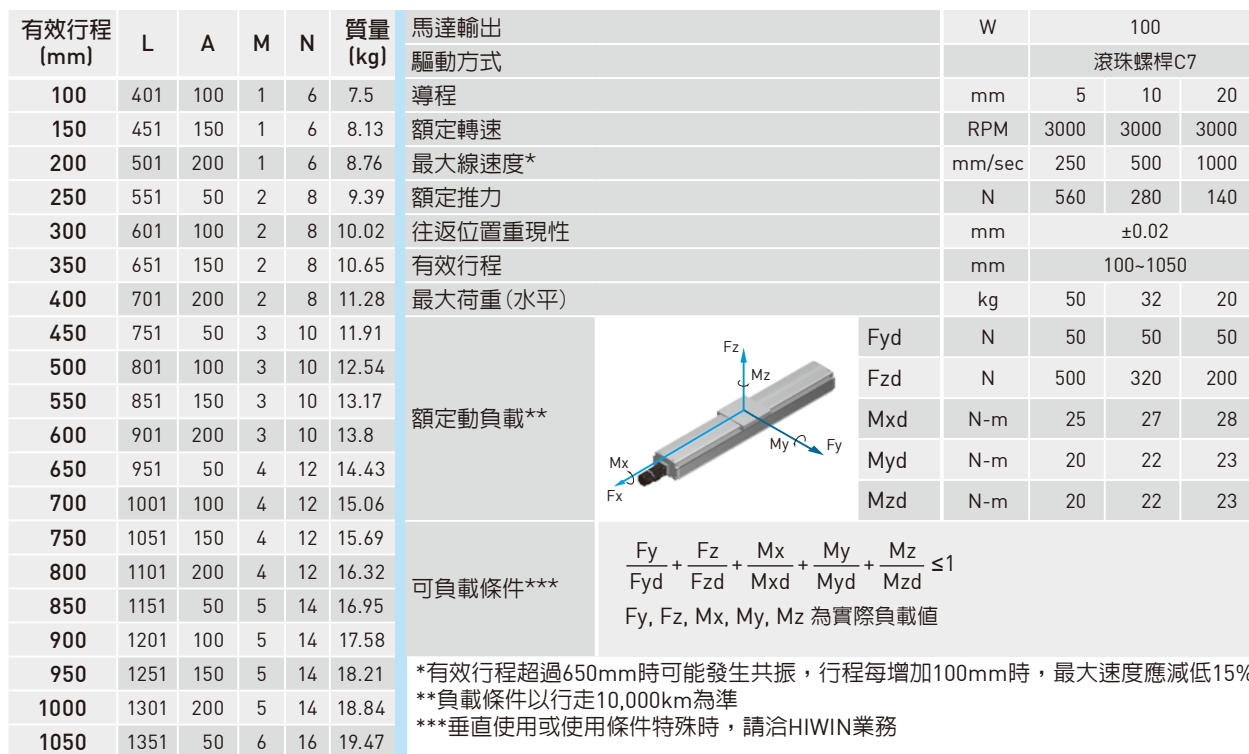 有效行程 (mm) L A M N 質量 (kg)
100 401 100 1 6 7.5
150 451 150 1 6 8.13
200 501 200 1 6 8.76
250 551 50 2 8 9.39
300 601 100 2 8 10.02
350 651 150 2 8 10.65
400 701 200 2 8 11.28
450 751 50 3 10 11.91
500 801 100 3 10 12.54
550 851 150 3 10 13.17
600 901 200 3 10 13.8
650 951 50 4 12 14.43
700 1001 100 4 12 15.06
750 1051 150 4 12 15.69
800 1101 200 4 12 16.32
850 1151 50 5 14 16.95
900 1201 100 5 14 17.58
950 1251 150 5 14 18.21
1000 1301 200 5 14 18.84
1050 1351 50 6 16 19.47
馬達輸出 W 100
驅動方式 滾珠螺桿C7
導程 mm 5 10 20
額定轉速 RPM 3000 3000 3000
最大線速度* mm/sec 250 500 1000
額定推力 N 560 280 140
往返位置重現性 mm ±0.02
有效行程 mm 100~1050
最大荷重(水平) kg 50 32 20
額定動負載**
Fz
Mz
My
Fy
Mx
Fx
Fyd N 50 50 50
Fzd N 500 320 200
Mxd N-m 25 27 28
Myd N-m 20 22 23
Mzd N-m 20 22 23
可負載條件***
Fy/Fyd + Fz/Fzd + Mx/Mxd + My/Myd + Mz/Mzd ≤1
Fy, Fz, Mx, My, Mz 為實際負載值
*有效行程超過650mm時可能發生共振，行程每增加100mm時，最大速度應減低15%
**負載條件以行走10,000km為準
***垂直使用或使用條件特殊時，請洽HIWIN業務